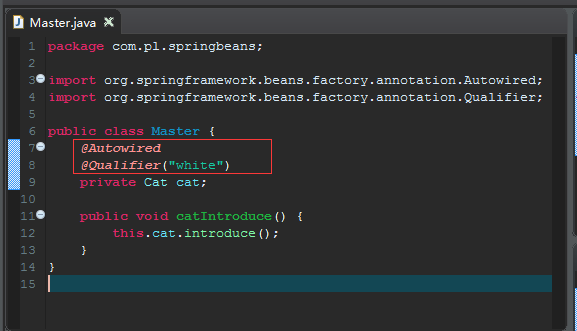 Master.java
1 package com.pl.springbeans;
2
3 import org.springframework.beans.factory.annotation.Autowired;
4 import org.springframework.beans.factory.annotation.Qualifier;
5
6 public class Master {
7     @Autowired
8     @Qualifier("white")
9     private Cat cat;
10
11     public void catIntroduce() {
12         this.cat.introduce();
13     }
14 }
15